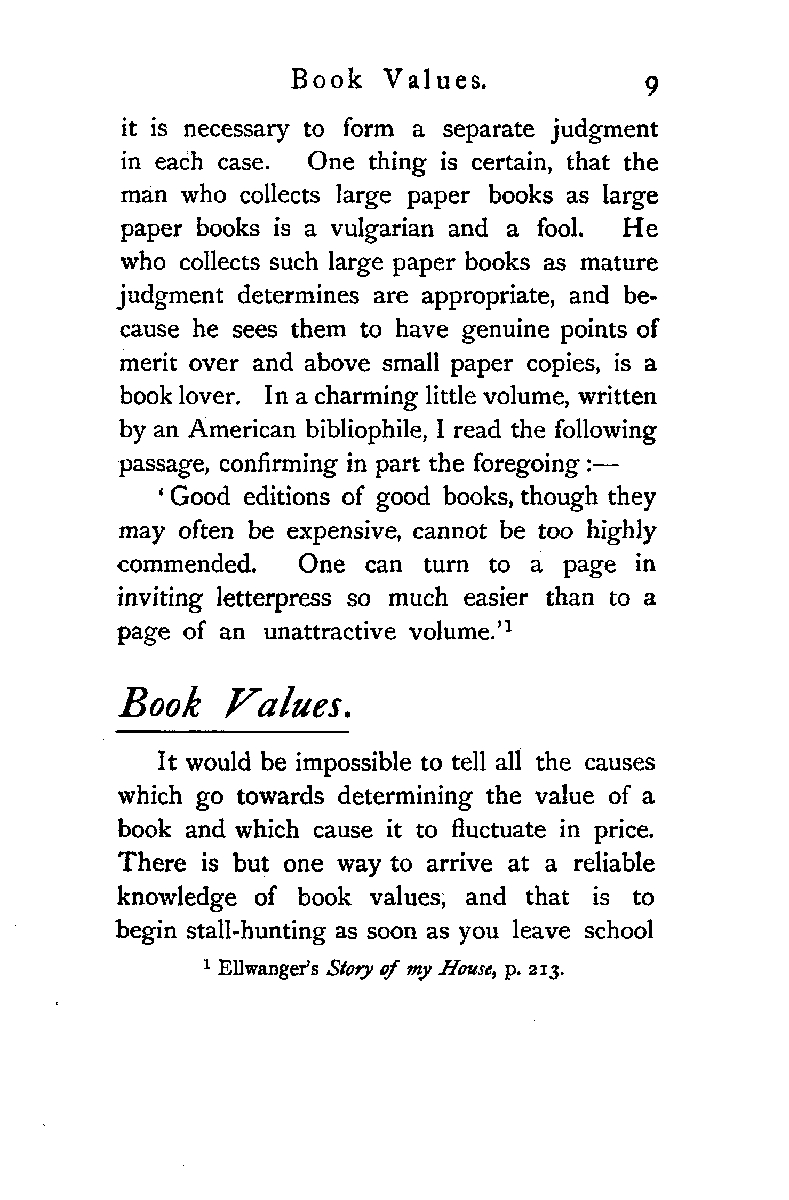 Book Values. 9
it is necessary to form a separate judgment
in each case. One thing is certain, that the
man who collects large paper books as large
paper books is a vulgarian and a fool. He
who collects such large paper books as mature
judgment determines are appropriate, and be-
cause he sees them to have genuine points of
merit over and above small paper copies, is a
book lover. In a charming little volume, written
by an American bibliophile, I read the following
passage, confirming in part the foregoing :—
‘ Good editions of good books, though they
may often be expensive, cannot be too highly
commended. One can turn to a page in
inviting letterpress so much easier than to a
page of an unattractive volume.’¹
Book Values.
It would be impossible to tell all the causes
which go towards determining the value of a
book and which cause it to fluctuate in price.
There is but one way to arrive at a reliable
knowledge of book values, and that is to
begin stall-hunting as soon as you leave school
¹ Ellwanger’s Story of my House, p. 213.